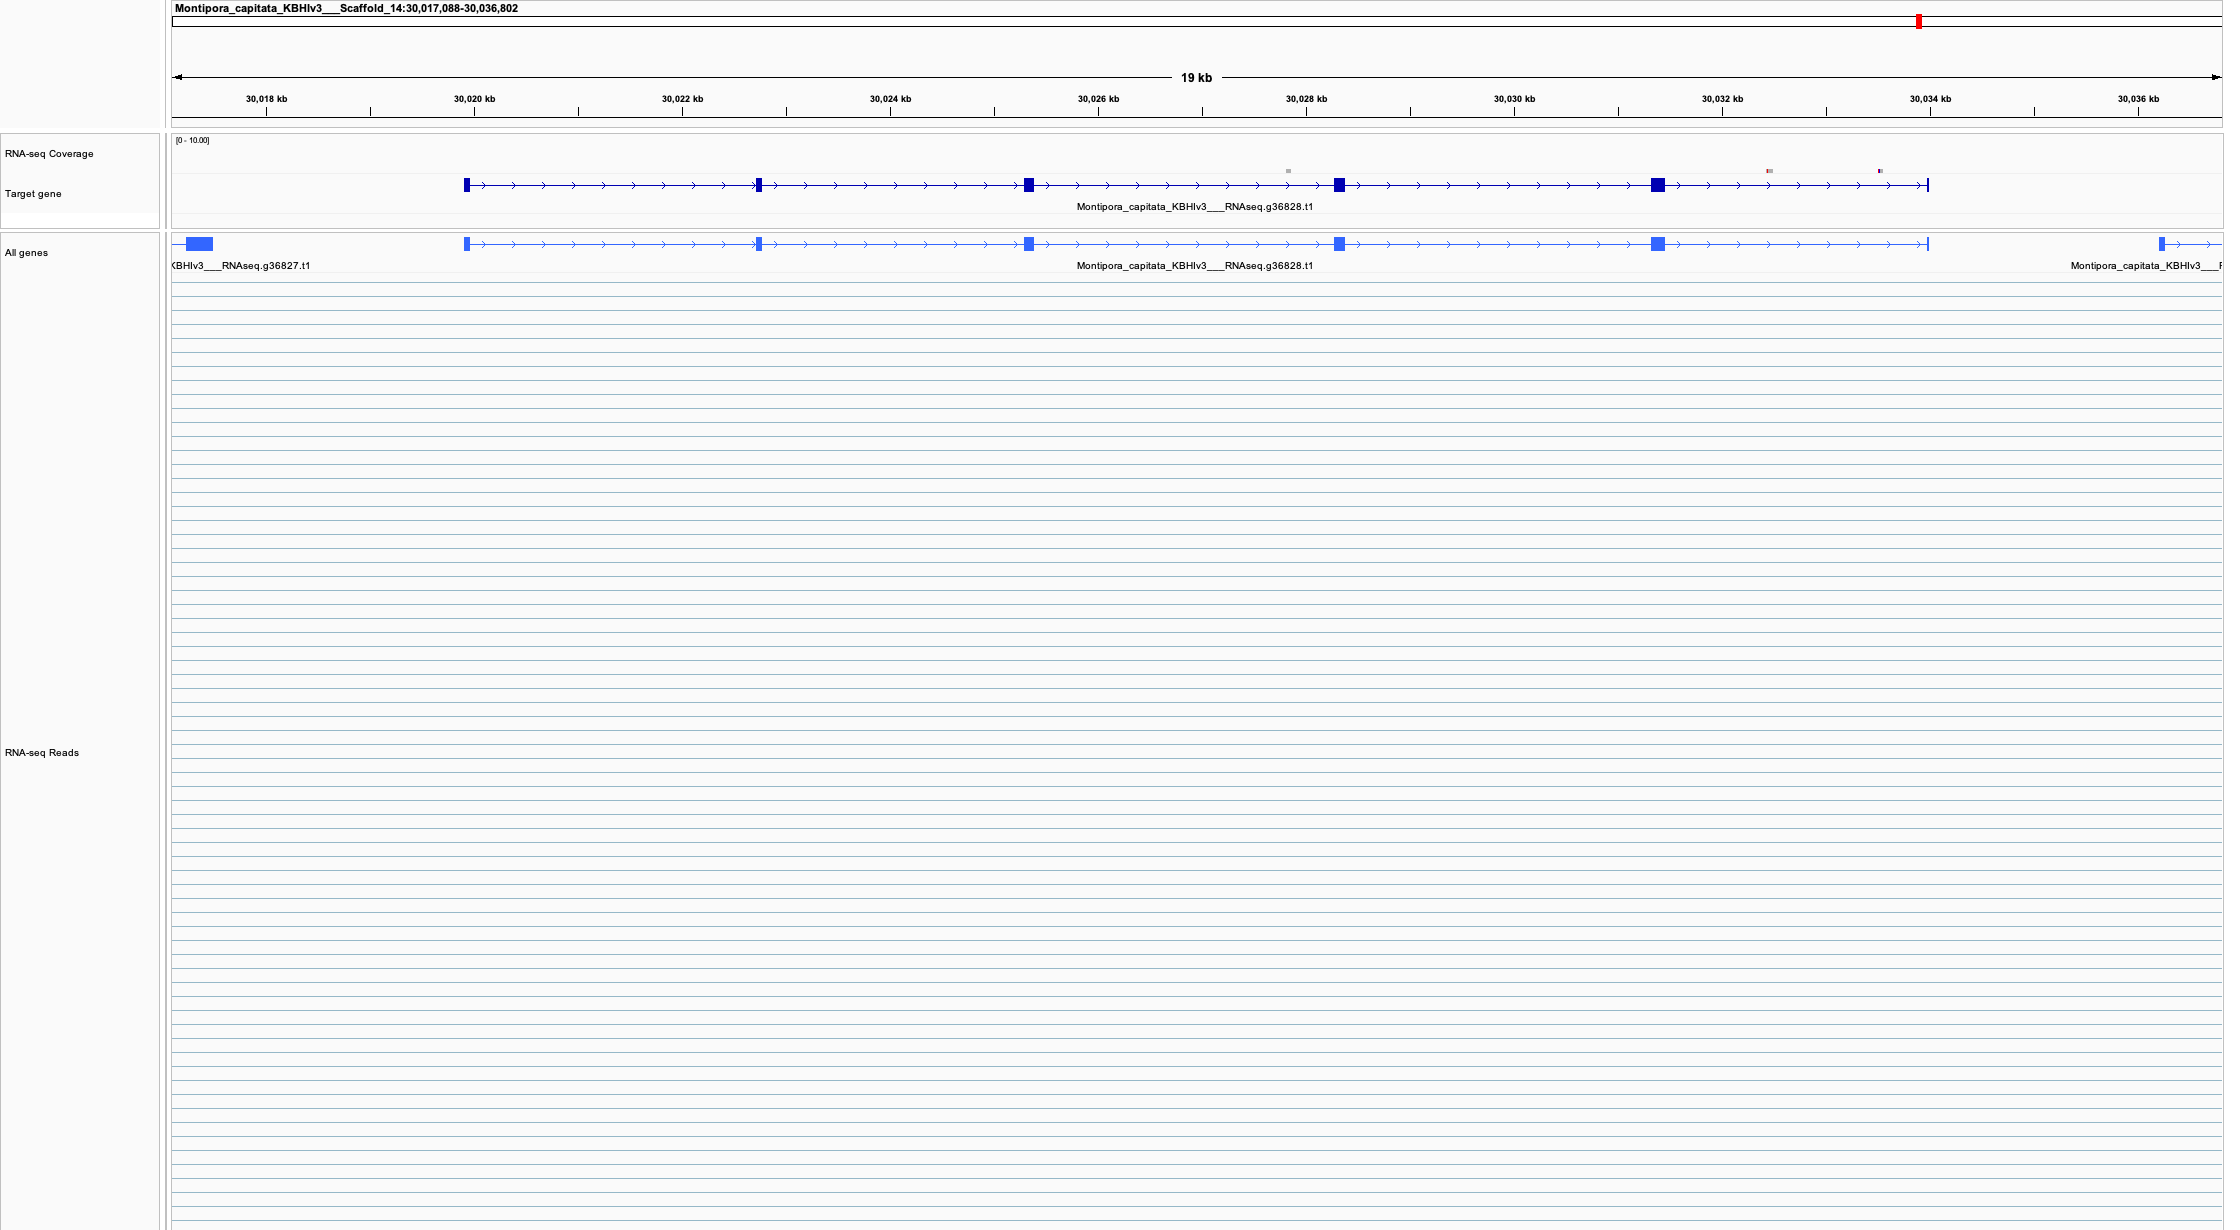 Montipora_capitata_KBHIv3___Scaffold_14:30,017,088-30,036,802
19 kb
30,018 kb 30,020 kb 30,022 kb 30,024 kb 30,026 kb 30,028 kb 30,030 kb 30,032 kb 30,034 kb 30,036 kb
[0 - 10.00]
RNA-seq Coverage
Target gene
Montipora_capitata_KBHIv3___RNAseq.g36828.t1
All genes
KBHIv3___RNAseq.g36827.t1 Montipora_capitata_KBHIv3___RNAseq.g36828.t1 Montipora_capitata_KBHIv3___F
RNA-seq Reads